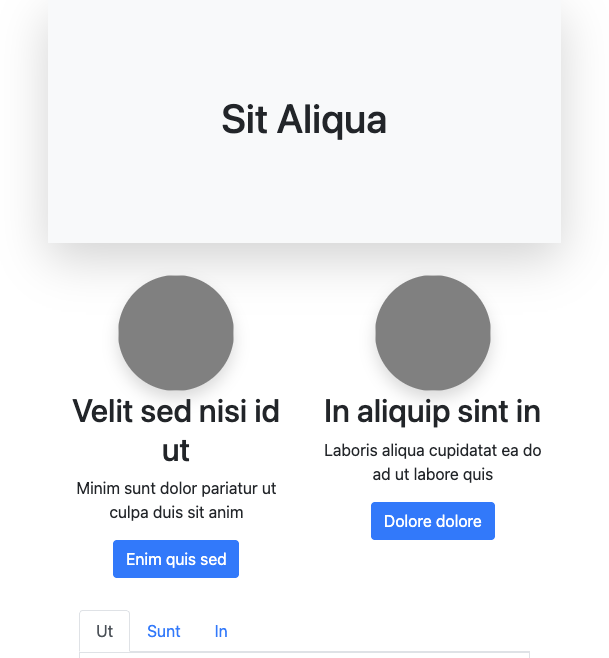 Sit Aliqua
Velit sed nisi id
ut
Minim sunt dolor pariatur ut
culpa duis sit anim
Enim quis sed
In aliquip sint in
Laboris aliqua cupidatat ea do
ad ut labore quis
Dolore dolore
Ut Sunt In